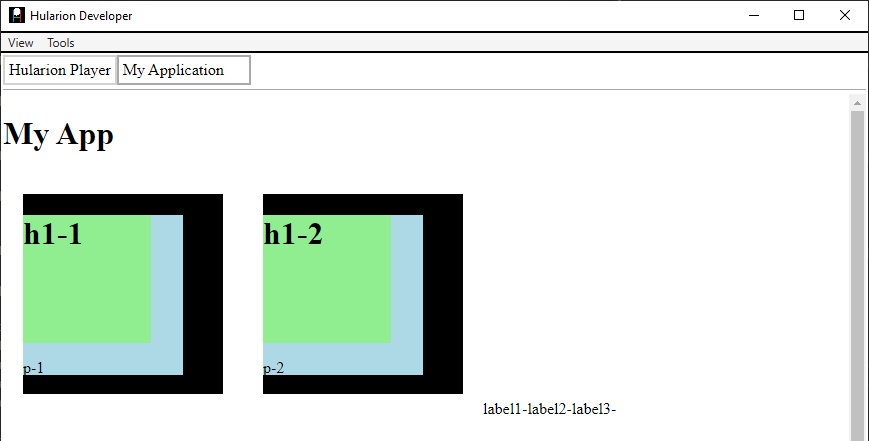 Hularion Developer
View Tools
Hularion Player My Application
My App
h1-1 h1-2
p-1 p-2
label1-label2-label3-